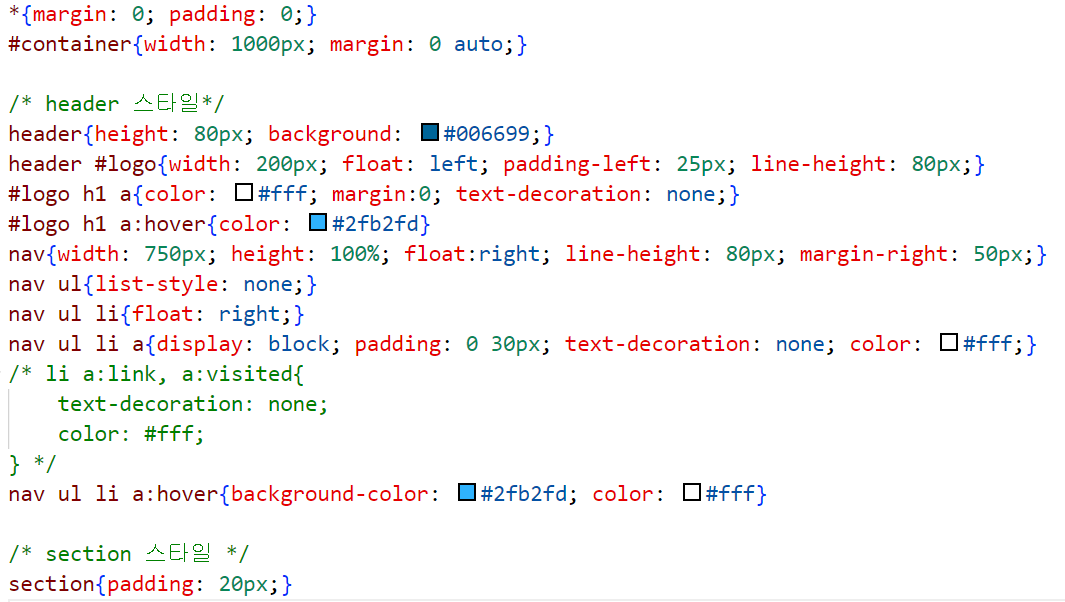 *{margin: 0; padding: 0;}
#container{width: 1000px; margin: 0 auto;}
/* header 스타일*/
header{height: 80px; background: #006699;}
header #logo{width: 200px; float: left; padding-left: 25px; line-height: 80px;}
#logo h1 a{color: #fff; margin:0; text-decoration: none;}
#logo h1 a:hover{color: #2fb2fd}
nav{width: 750px; height: 100%; float:right; line-height: 80px; margin-right: 50px;}
nav ul{list-style: none;}
nav ul li{float: right;}
nav ul li a{display: block; padding: 0 30px; text-decoration: none; color: #fff;}
/* li a:link, a:visited{
    text-decoration: none;
    color: #fff;
} */
nav ul li a:hover{background-color: #2fb2fd; color: #fff}
/* section 스타일 */
section{padding: 20px;}